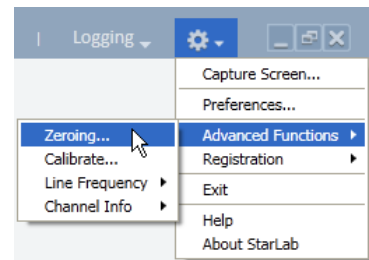 Logging
Capture Screen...
Preferences...
Advanced Functions
Registration
Exit
Help
About StarLab
Zeroing...
Calibrate...
Line Frequency
Channel Info